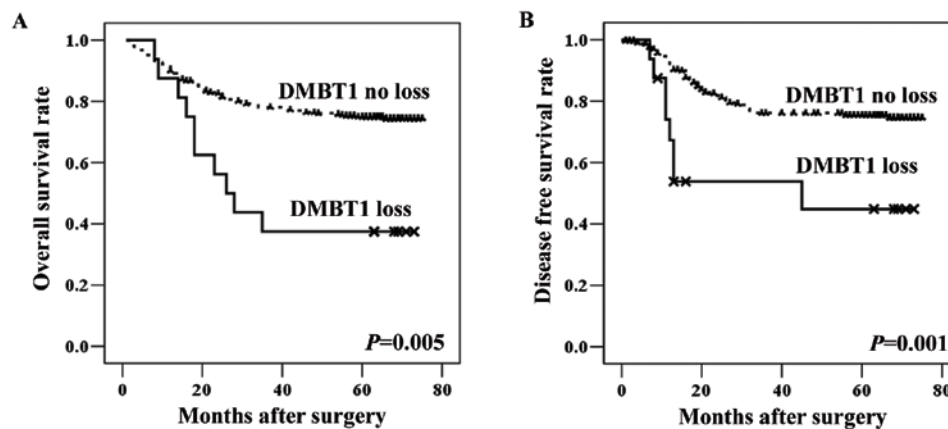 A
Overall survival rate
1.0
0.8
0.6
0.4
0.2
0.0
DMBT1 no loss
DMBT1 loss
P=0.005
0 20 40 60 80
Months after surgery
B
Disease free survival rate
1.0
0.8
0.6
0.4
0.2
0.0
DMBT1 no loss
DMBT1 loss
P=0.001
0 20 40 60 80
Months after surgery